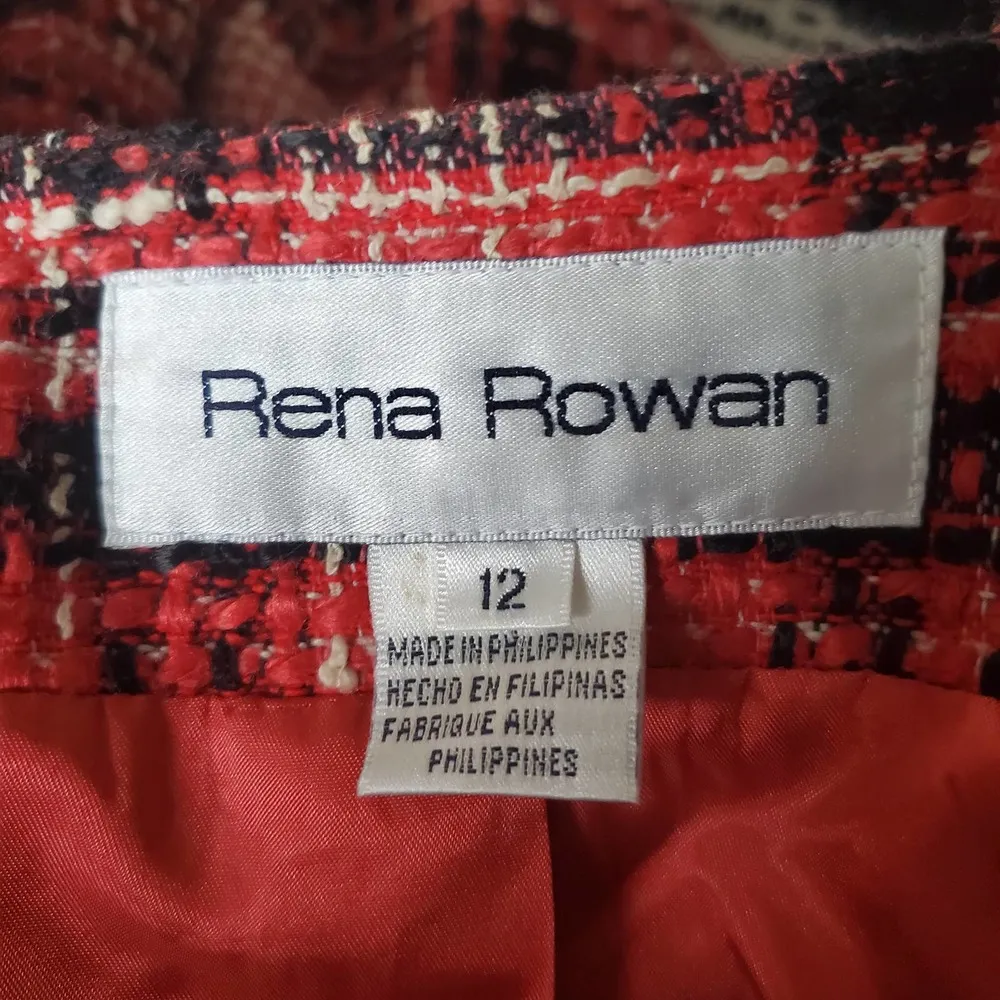 Rena Rowan
12
MADE IN PHILIPPINES
HECHO EN FILIPINAS
FABRIQUE AUX
PHILIPPINES